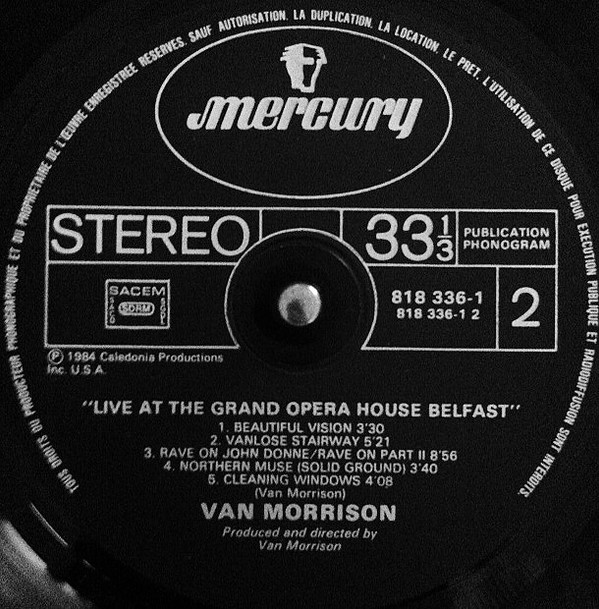 TOUS DROITS DU PRODUCTEUR PHONOGRAPHIQUE ET DU PROPRIETAIRE DE L'ŒUVRE ENREGISTREE RESERVES. SAUF AUTORISATION. LA DUPLICATION. LA LOCATION. LE PRET. L'UTILISATION DE CE DISQUE POUR EXECUTION PUBLIQUE ET RADIODIFFUSION SONT INTERDITS.
mercury
STEREO
33 1/3
PUBLICATION
PHONOGRAM
SACEM
SACD
SDRM
SGDL
818 336-1
818 336-1 2
2
Ⓟ 1984 Caledonia Productions
Inc. U.S.A.
"LIVE AT THE GRAND OPERA HOUSE BELFAST"
1. BEAUTIFUL VISION 3'30
2. VANLOSE STAIRWAY 5'21
3. RAVE ON JOHN DONNE/RAVE ON PART II 8'56
4. NORTHERN MUSE (SOLID GROUND) 3'40
5. CLEANING WINDOWS 4'08
(Van Morrison)
VAN MORRISON
Produced and directed by
Van Morrison